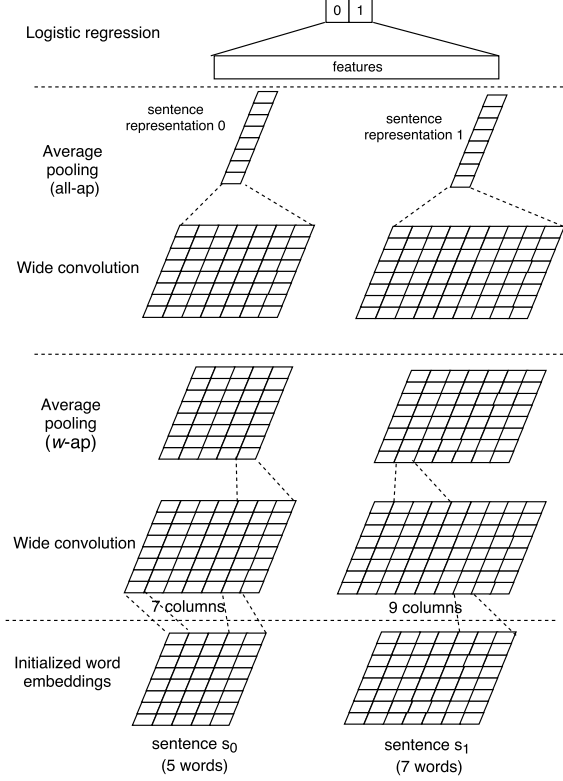 0 1
Logistic regression
features
sentence
representation 0
sentence
representation 1
Average
pooling
(all-ap)
Wide convolution
Average
pooling
(w-ap)
Wide convolution
7 columns
9 columns
Initialized word
embeddings
sentence s0
(5 words)
sentence s1
(7 words)